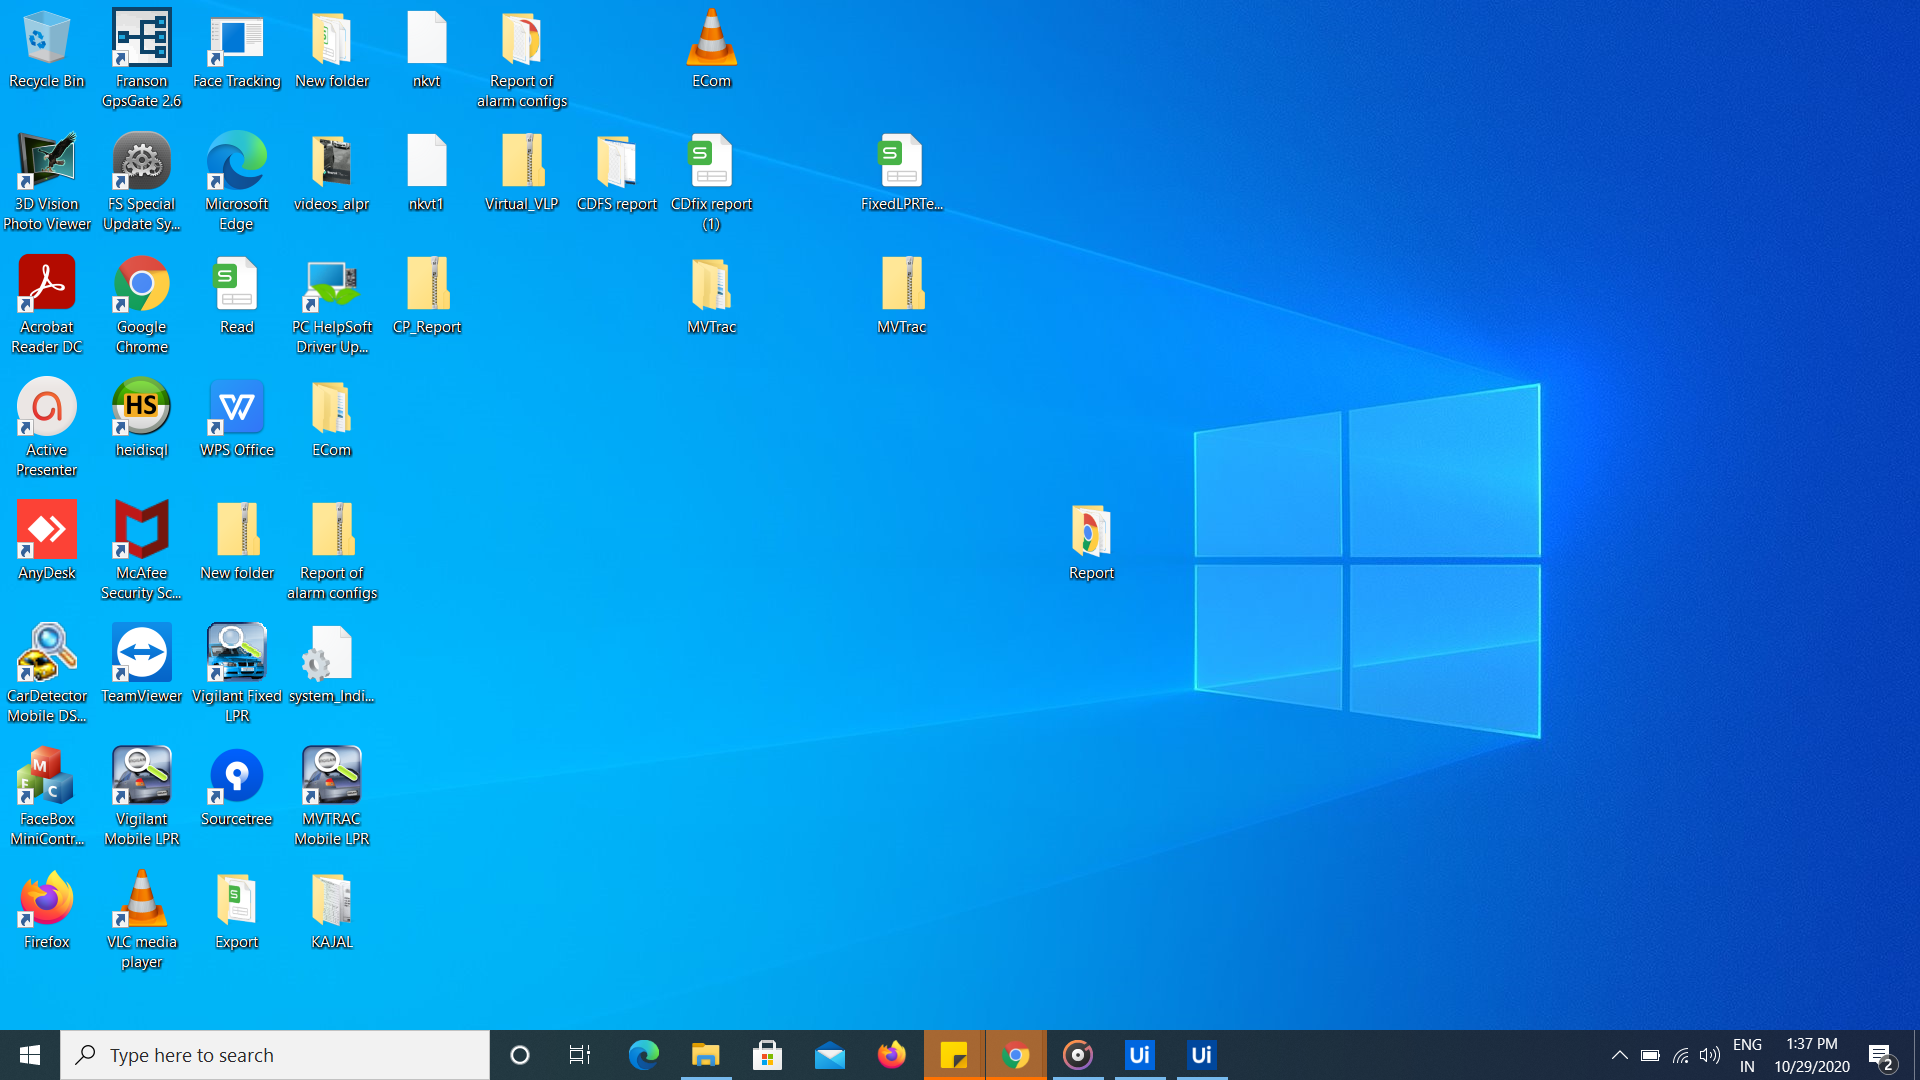 Recycle Bin
Franson
GpsGate 2.6
Face Tracking
New folder
nkvt
Report of
alarm configs
ECom
3D Vision
Photo Viewer
FS Special
Update Sy...
Microsoft
Edge
videos_alpr
nkvt1
Virtual_VLP
CDFS report
CDfix report
(1)
FixedLPRTe...
Acrobat
Reader DC
Google
Chrome
Read
PC HelpSoft
Driver Up...
CP_Report
MVTrac
MVTrac
Active
Presenter
HS
heidisql
WPS Office
ECom
AnyDesk
McAfee
Security Sc...
New folder
Report of
alarm configs
Report
CarDetector
Mobile DS...
TeamViewer
Vigilant Fixed
LPR
system_Indi...
M
F
C
FaceBox
MiniContr...
Vigilant
Mobile LPR
Sourcetree
MVTRAC
Mobile LPR
Firefox
VLC media
player
Export
KAJAL
Type here to search
Ui
Ui
ENG
IN
1:37 PM
10/29/2020
2